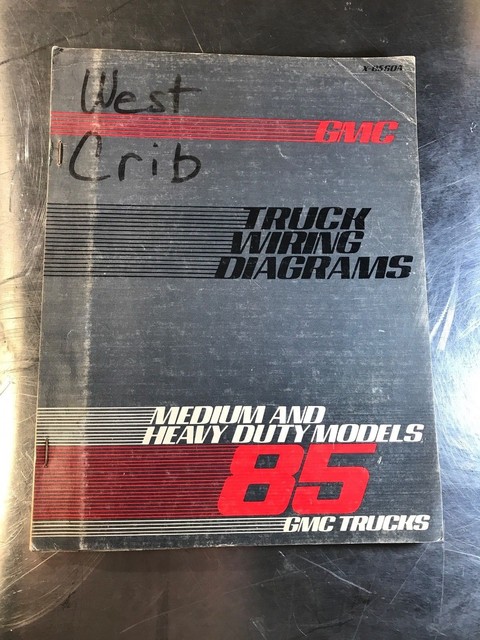 X-8560A
West
GMC
Crib
TRUCK
WIRING
DIAGRAMS
MEDIUM AND
HEAVY DUTY MODELS
85
GMC TRUCKS